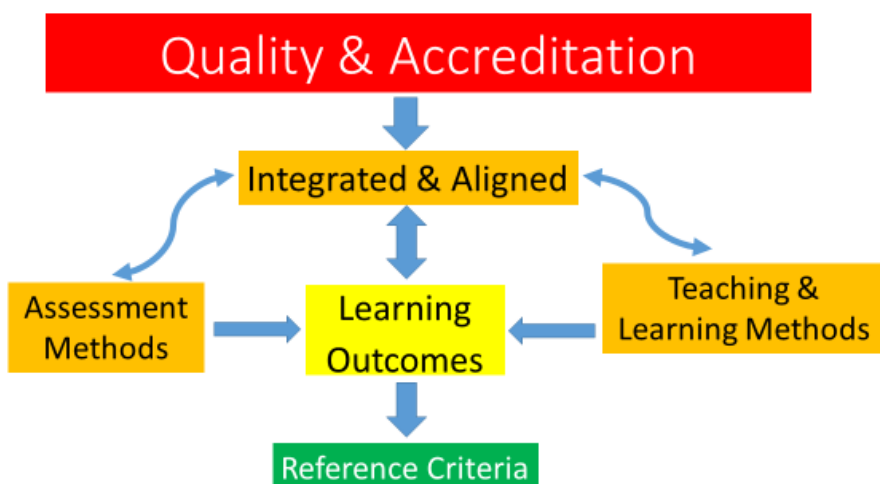 Quality & Accreditation
Integrated & Aligned
Assessment
Methods
Learning
Outcomes
Teaching &
Learning Methods
Reference Criteria